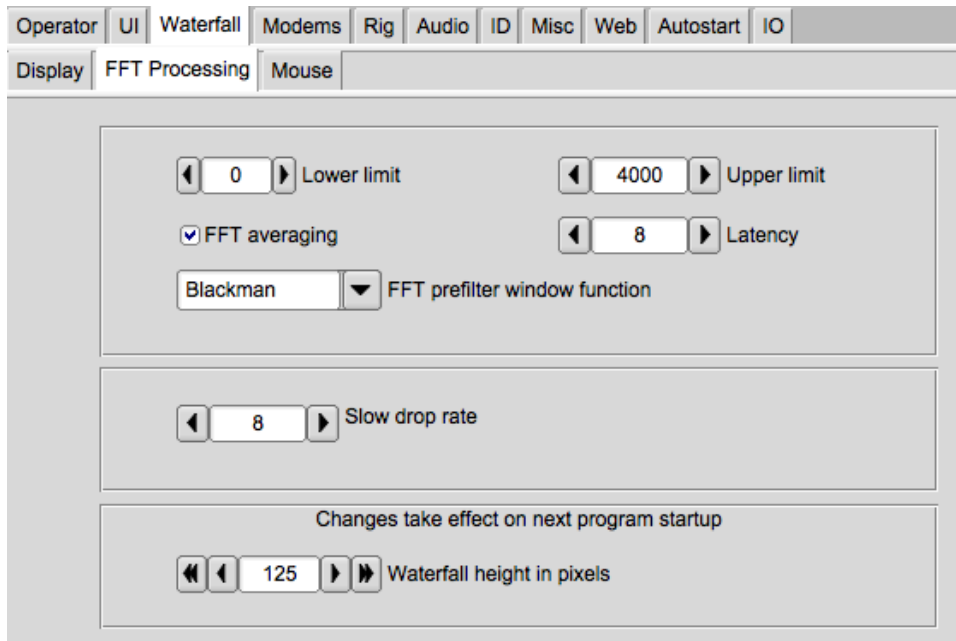 Operator UI Waterfall Modems Rig Audio ID Misc Web Autostart IO
Display FFT Processing Mouse
0 Lower limit 4000 Upper limit
FFT averaging 8 Latency
Blackman FFT prefilter window function
8 Slow drop rate
Changes take effect on next program startup
125 Waterfall height in pixels